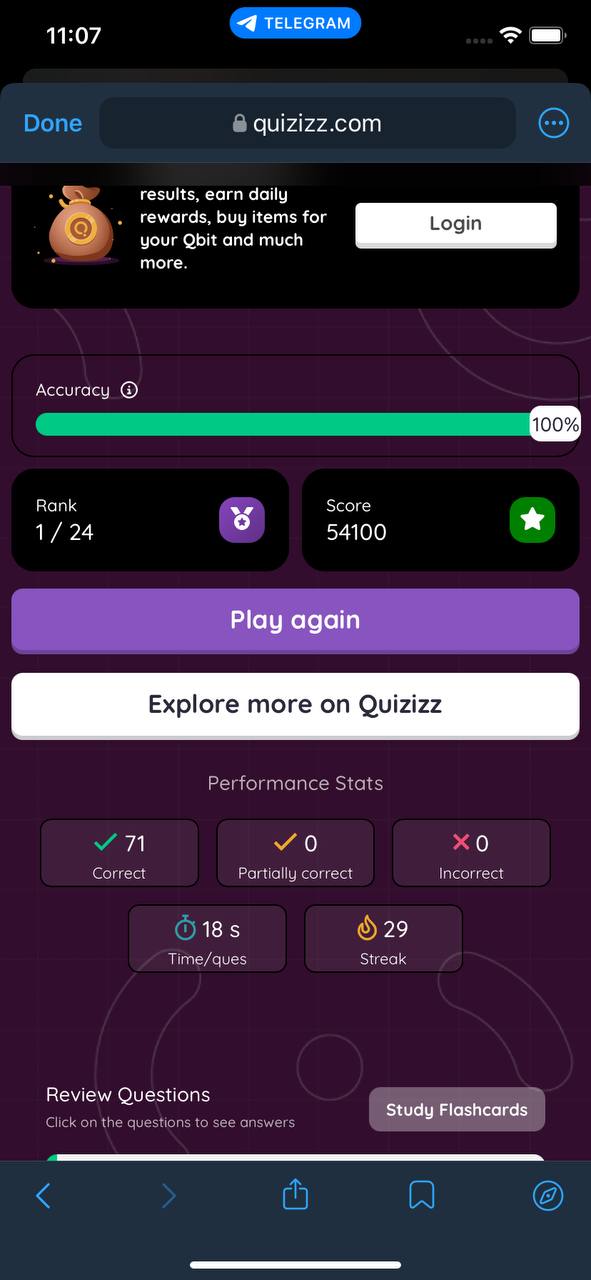 11:07
TELEGRAM
Done
quizizz.com
results, earn daily
rewards, buy items for
your Qbit and much
more.
Login
Accuracy
100%
Rank
1 / 24
Score
54100
Play again
Explore more on Quizizz
Performance Stats
71
Correct
0
Partially correct
0
Incorrect
18 s
Time/ques
29
Streak
Review Questions
Click on the questions to see answers
Study Flashcards